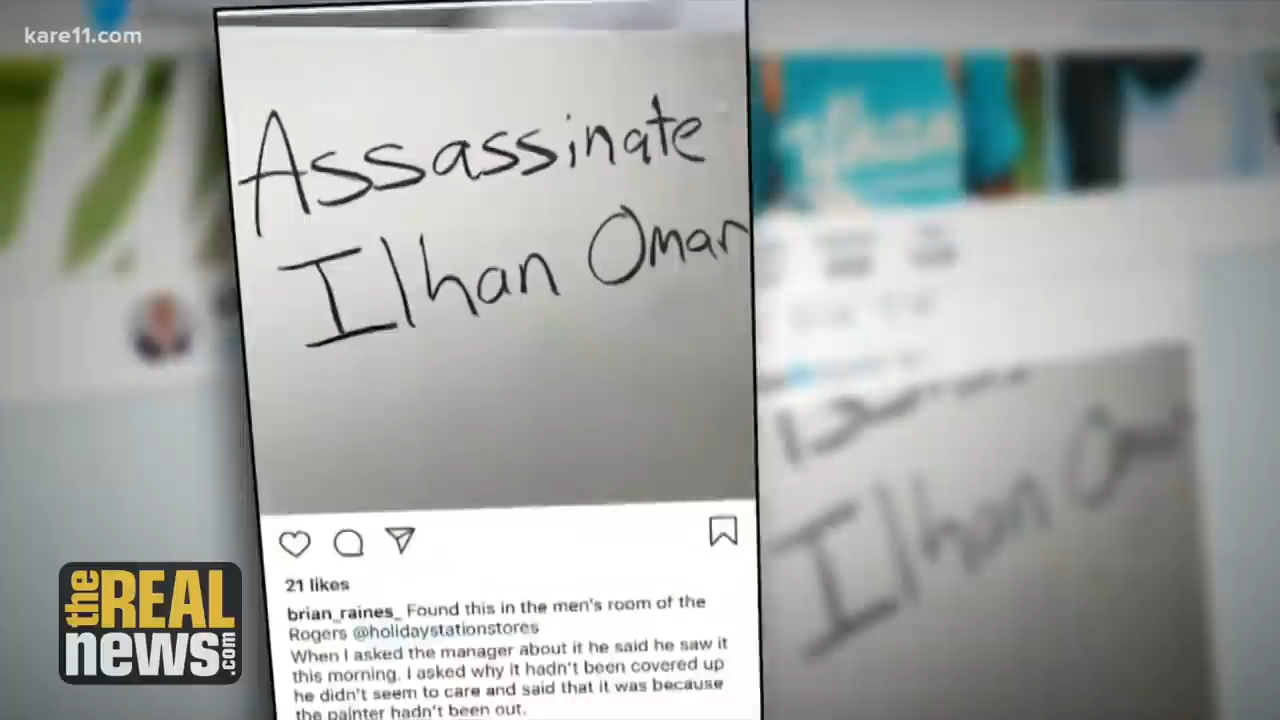 kare11.com
Assassinate
Ilhan Omar
21 likes
brian_raines_ Found this in the men's room of the
Rogers @holidaystationstores
When I asked the manager about it he said he saw it
this morning. I asked why it hadn't been covered up
he didn't seem to care and said that it was because
the painter hadn't been out.
the REAL
news.com
Ilhan
Ilhan Omar